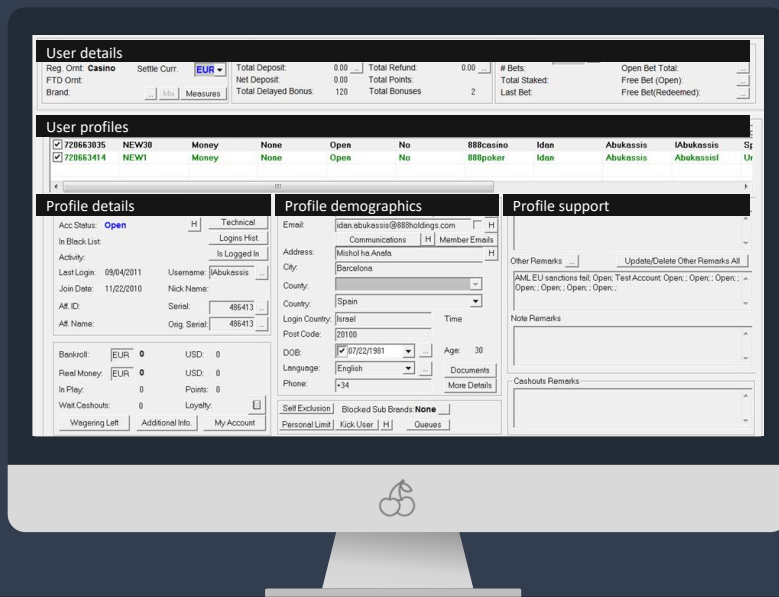 User details
Reg. Ornt: Casino Settle Curr. EUR Total Deposit: 0.00 ... Total Refund: 0.00 ... # Bets: Open Bet Total: ...
FTD Ornt: Net Deposit: 0.00 Total Points: Total Staked: Free Bet (Open): ...
Brand: ... Mix Measures Total Delayed Bonus: 120 Total Bonuses 2 Last Bet: Free Bet(Redeemed): ...
User profiles
720663035 NEW30 Money None Open No 888casino Idan Abukassis IAbukassis Sp
720663414 NEW1 Money None Open No 888poker Idan Abukassis AbukassisI Ur
Profile details
Acc Status: Open H Technical
In Black List: Logins Hist.
Activity: Is Logged In
Last Login: 09/04/2011 Username: IAbukassis ...
Join Date: 11/22/2010 Nick Name:
Aff. ID: Serial: 486413 ...
Aff. Name: Orig. Serial: 486413 ...
Bankroll: EUR 0 USD: 0
Real Money: EUR 0 USD: 0
In Play: 0 Points: 0
Wait.Cashouts: 0 Loyalty:
Wagering Left Additional Info. My Account
Profile demographics
Email: idan.abukassis@888holdings.com H
Communications H Member Emails
Address: Mishol ha.Anafa H
City: Barcelona
County:
Country: Spain
Login Country: Israel Time
Post Code: 20100
DOB: 07/22/1981 ... Age: 30
Language: English ... Documents
Phone: +34 More Details
Self Exclusion Blocked Sub Brands: None ...
Personal Limit Kick User H Queues
Profile support
Other Remarks ... Update/Delete Other Remarks All
AML EU sanctions fail; Open; Test Account; Open; ; Open; ; Open; ;
Open; ; Open; ; Open; ; Open; ;
Note Remarks
Cashouts Remarks